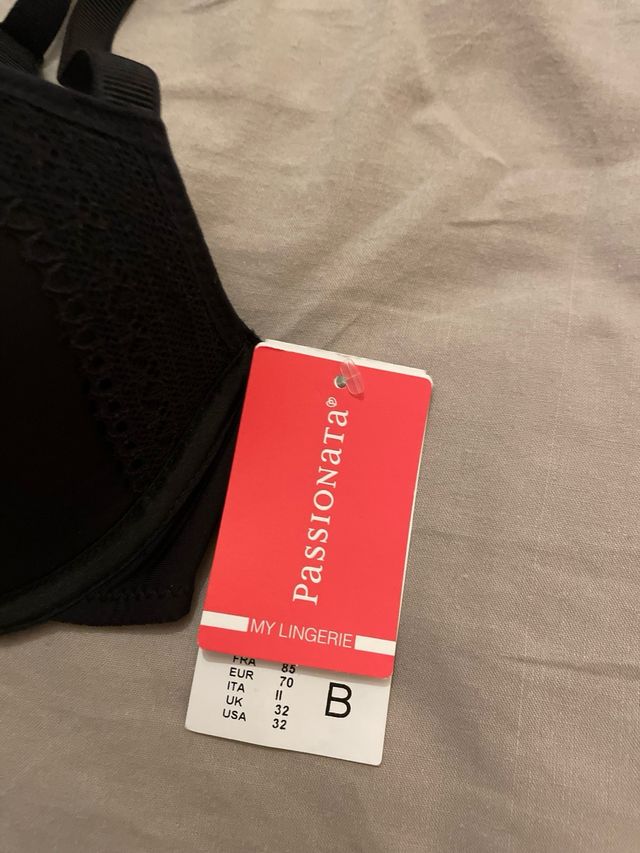 PassIONaTa®
MY LINGERIE
FRA 85
EUR 70
ITA II
UK 32
USA 32
B